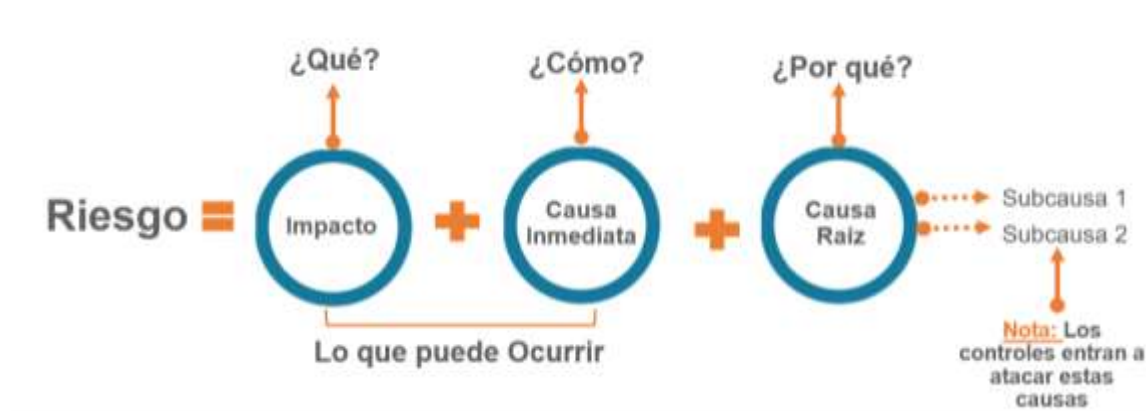 ¿Qué?
¿Cómo?
¿Por qué?
Riesgo =
Impacto
+
Causa
Inmediata
+
Causa
Raiz
Subcausa 1
Subcausa 2
Lo que puede Ocurrir
Nota: Los
controles entran a
atacar estas
causas